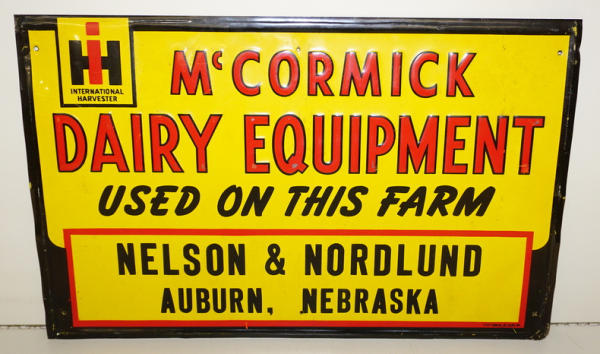 IH
INTERNATIONAL
HARVESTER
McCORMICK
DAIRY EQUIPMENT
USED ON THIS FARM
NELSON & NORDLUND
AUBURN, NEBRASKA